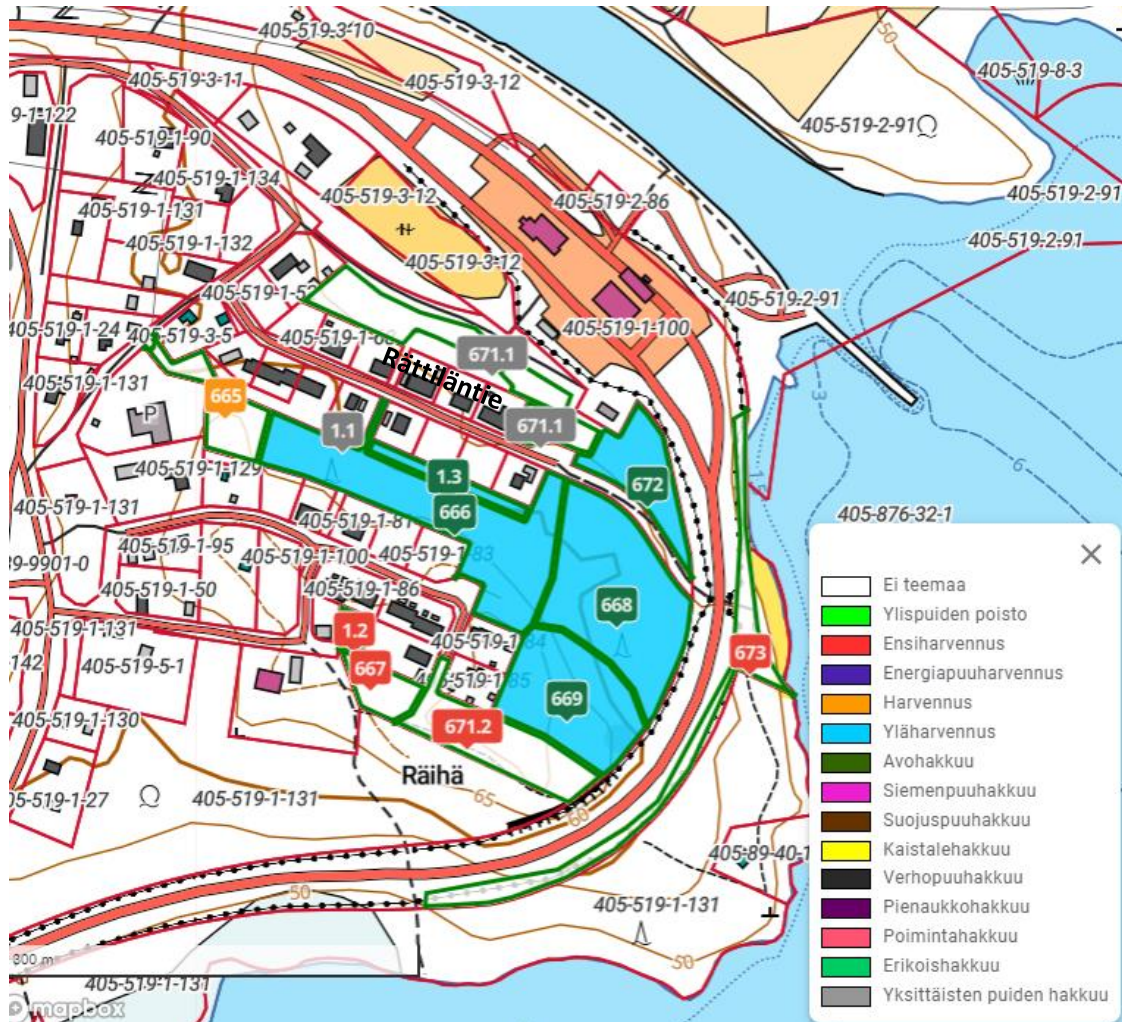 405-519-3-10
405-519-3-11
405-519-3-12
50
405-519-8-3
9-1-122
405-519-1-90
405-519-2-91
405-519-1-134
405-519-3-12
405-519-2-86
405-519-2-91
405-519-1-131
405-519-1-132
405-519-3-12
405-519-2-91
405-519-1-52
405-519-2-91
405-519-1-24
405-519-3-5
405-519-1-100
671.1
Rättiläntie
405-519-1-131
3
665
P
1.1
671.1
6
405-519-1-129
1.3
672
405-519-1-131
666
405-519-1-81
405-876-32-1
405-519-1-95
405-519-1-100
39-9901-0
405-519-1-50
405-519-1-86
668
405-519-1-131
1.2
142
405-519-5-1
667
673
669
405-519-1-130
671.2
Räihä
65
05-519-1-27
405-519-1-131
60
405-89-40-1
50
405-519-1-131
50
300 m
405-519-1-131
mapbox
Ei teemaa
Ylispuiden poisto
Ensiharvennus
Energiapuuharvennus
Harvennus
Yläharvennus
Avohakkuu
Siemenpuuhakkuu
Suojuspuuhakkuu
Kaistalehakkuu
Verhopuuhakkuu
Pienaukkohakkuu
Poimintahakkuu
Erikoishakkuu
Yksittäisten puiden hakkuu